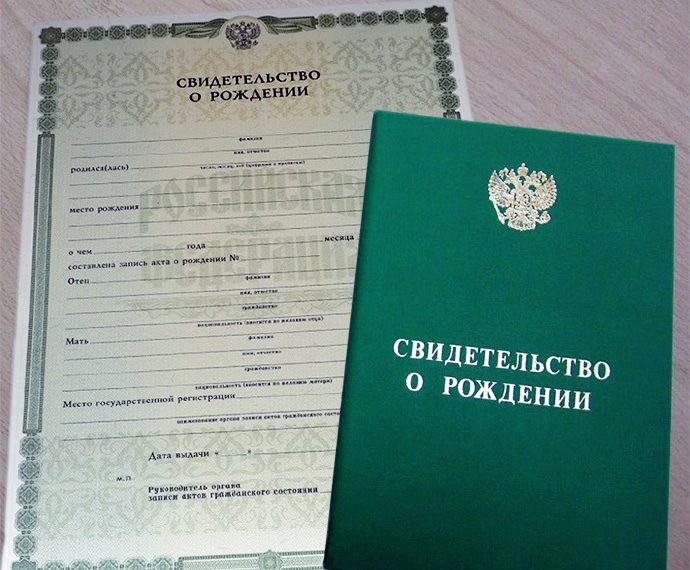 СВИДЕТЕЛЬСТВО
О РОЖДЕНИИ
фамилия
имя, отчество
родился(лась)
число, месяц, год (цифрами и прописью)
место рождения
о чем года месяца
составлена запись акта о рождении №
Отец
фамилия
имя, отчество
гражданство
национальность (вносится по желанию отца)
Мать
фамилия
имя, отчество
гражданство
национальность (вносится по желанию матери)
Место государственной регистрации
наименование органа записи актов гражданского состояния
Дата выдачи « »
М.П.
Руководитель органа
записи актов гражданского состояния
РОССИЙСКАЯ
ФЕДЕРАЦИЯ
СВИДЕТЕЛЬСТВО
О РОЖДЕНИИ